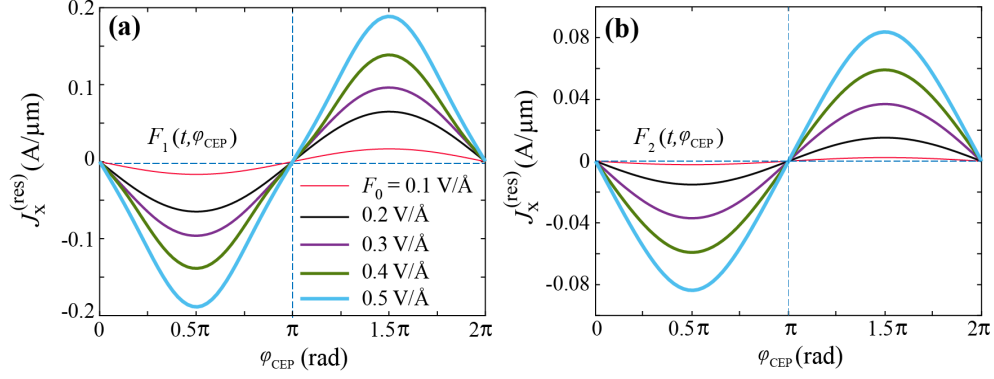 (a)
0.2
0.1
0
-0.1
-0.2
J_X^(res) (A/μm)
F_1(t,φ_CEP)
F_0 = 0.1 V/Å
0.2 V/Å
0.3 V/Å
0.4 V/Å
0.5 V/Å
0 0.5π π 1.5π 2π
φ_CEP (rad)
(b)
0.08
0.04
0
-0.04
-0.08
J_X^(res) (A/μm)
F_2(t,φ_CEP)
0 0.5π π 1.5π 2π
φ_CEP (rad)